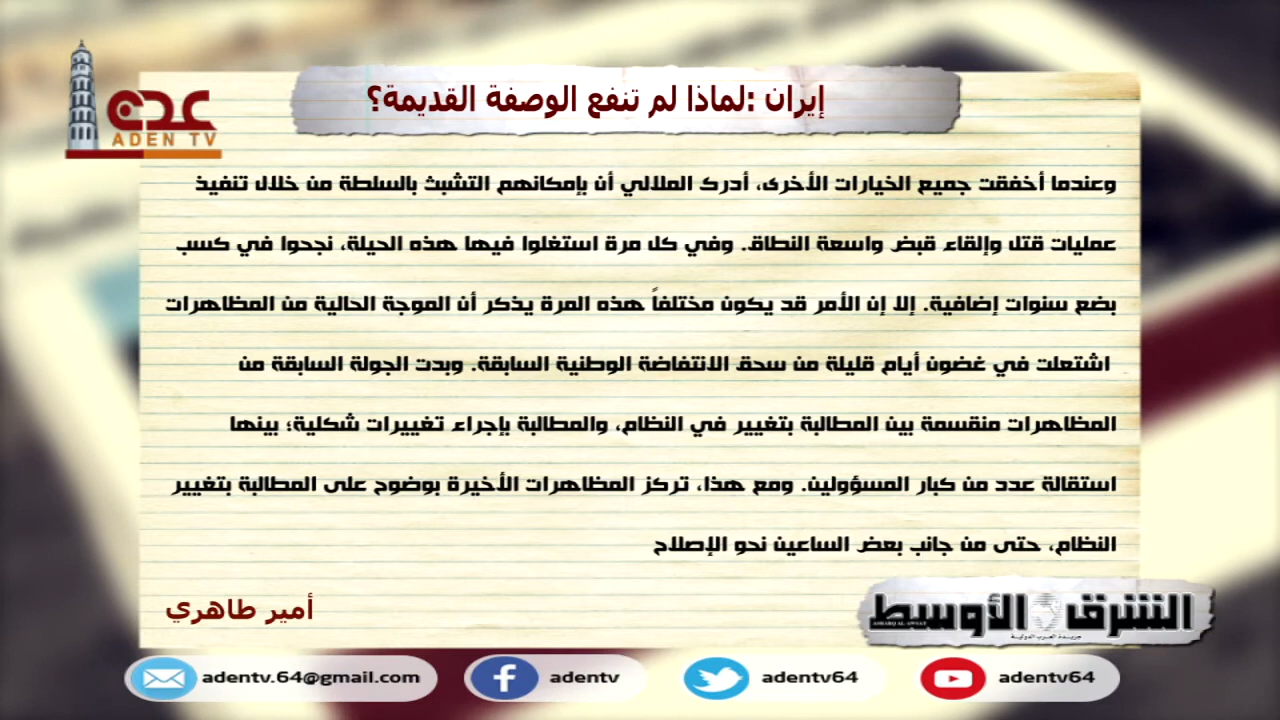 عدن
ADEN TV
إيران :لماذا لم تنفع الوصفة القديمة؟
وعندما أخفقت جميع الخيارات الأخرى، أدرك الملالي أن بإمكانهم التشبث بالسلطة من خلال تنفيذ
عمليات قتل وإلقاء قبض واسعة النطاق. وفي كل مرة استغلوا فيها هذه الحيلة، نجحوا في كسب
بضع سنوات إضافية. إلا إن الأمر قد يكون مختلفاً هذه المرة يذكر أن الموجة الحالية من المظاهرات
اشتعلت في غضون أيام قليلة من سحق الانتفاضة الوطنية السابقة. وبدت الجولة السابقة من
المظاهرات منقسمة بين المطالبة بتغيير في النظام، والمطالبة بإجراء تغييرات شكلية؛ بينها
استقالة عدد من كبار المسؤولين. ومع هذا، تركز المظاهرات الأخيرة بوضوح على المطالبة بتغيير
النظام، حتى من جانب بعض الساعين نحو الإصلاح
أمير طاهري
الشرق الأوسط
ASHARQ AL-AWSAT
جريدة العرب الدولية
adentv.64@gmail.com
adentv
adentv64
adentv64